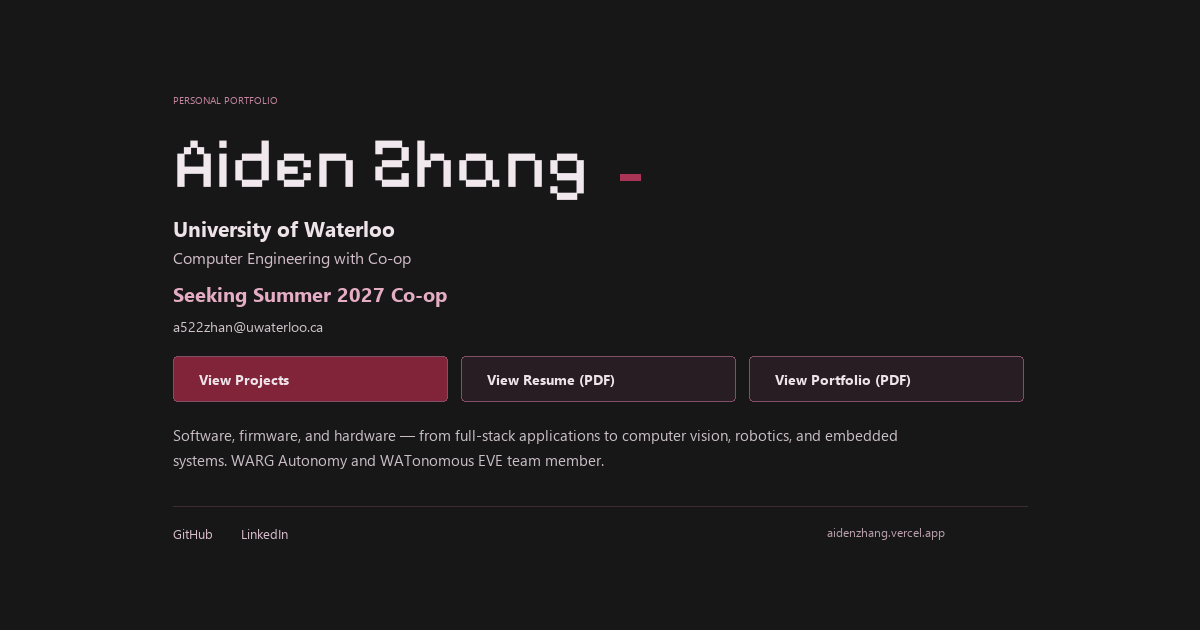 PERSONAL PORTFOLIO
Aiden Zhang _
University of Waterloo
Computer Engineering with Co-op
Seeking Summer 2027 Co-op
a522zhan@uwaterloo.ca
View Projects
View Resume (PDF)
View Portfolio (PDF)
Software, firmware, and hardware — from full-stack applications to computer vision, robotics, and embedded
systems. WARG Autonomy and WATonomous EVE team member.
GitHub
LinkedIn
aidenzhang.vercel.app